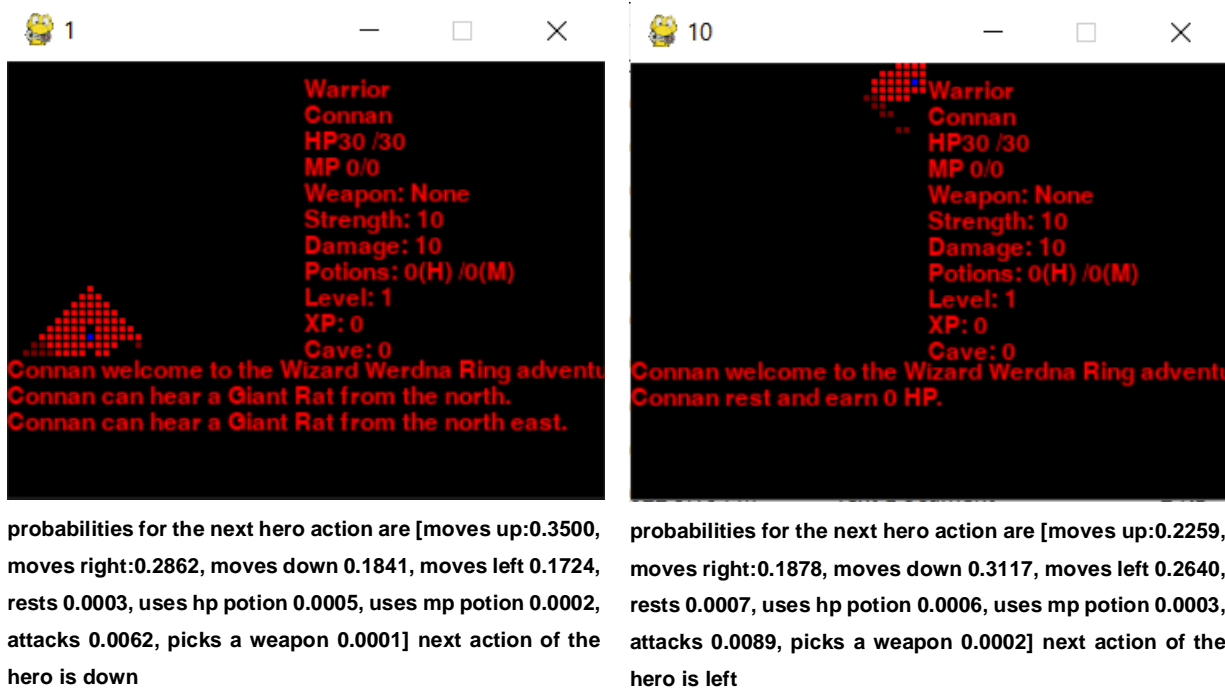 1
Warrior
Connan
HP30 /30
MP 0/0
Weapon: None
Strength: 10
Damage: 10
Potions: 0(H) /0(M)
Level: 1
XP: 0
Cave: 0
Connan welcome to the Wizard Werdna Ring adventu
Connan can hear a Giant Rat from the north.
Connan can hear a Giant Rat from the north east.
probabilities for the next hero action are [moves up:0.3500,
moves right:0.2862, moves down 0.1841, moves left 0.1724,
rests 0.0003, uses hp potion 0.0005, uses mp potion 0.0002,
attacks 0.0062, picks a weapon 0.0001] next action of the
hero is down
10
Warrior
Connan
HP30 /30
MP 0/0
Weapon: None
Strength: 10
Damage: 10
Potions: 0(H) /0(M)
Level: 1
XP: 0
Cave: 0
Connan welcome to the Wizard Werdna Ring adventu
Connan rest and earn 0 HP.
probabilities for the next hero action are [moves up:0.2259,
moves right:0.1878, moves down 0.3117, moves left 0.2640,
rests 0.0007, uses hp potion 0.0006, uses mp potion 0.0003,
attacks 0.0089, picks a weapon 0.0002] next action of the
hero is left